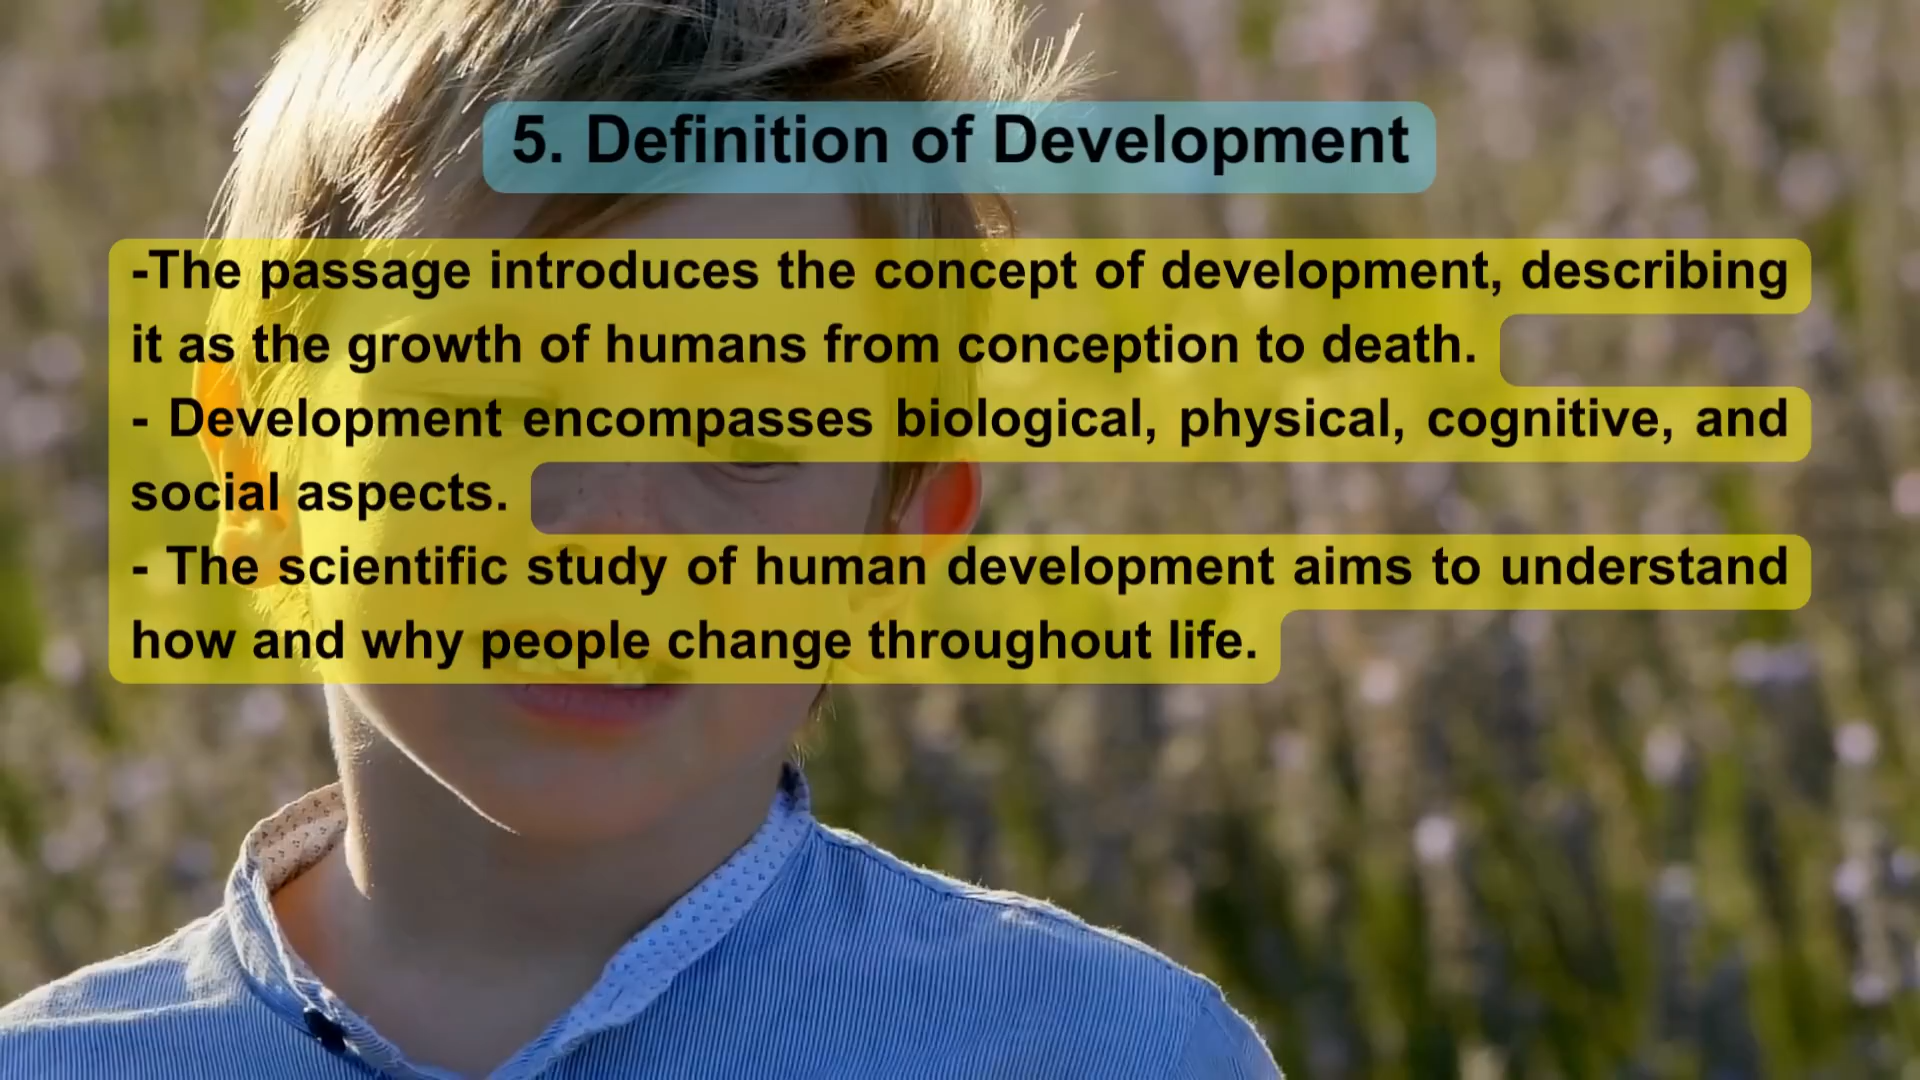 5. Definition of Development
-The passage introduces the concept of development, describing
it as the growth of humans from conception to death.
- Development encompasses biological, physical, cognitive, and
social aspects.
- The scientific study of human development aims to understand
how and why people change throughout life.